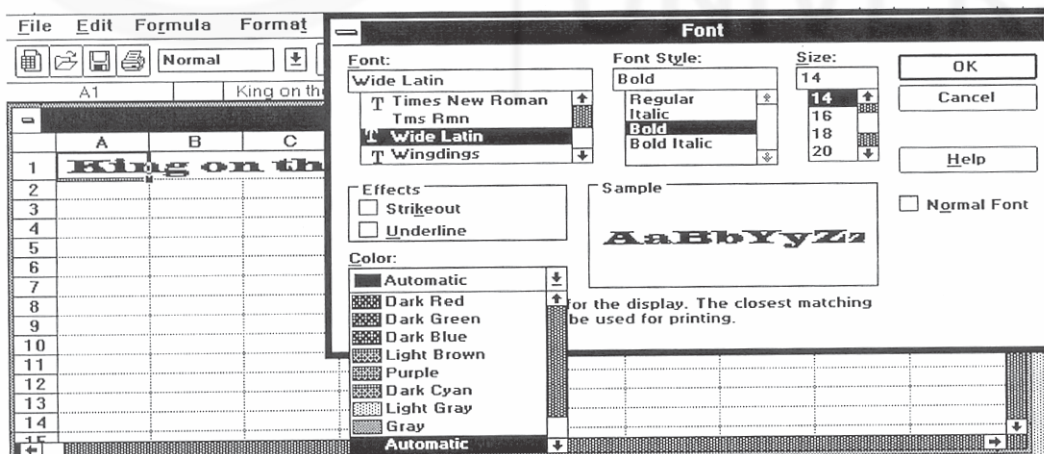 File Edit Formula Format
Normal
A1 King on the
A B C
1 King on th
2
3
4
5
6
7
8
9
10
11
12
13
14
15
Font
Font:
Wide Latin
Times New Roman
Tms Rmn
Wide Latin
Wingdings
Font Style:
Bold
Regular
Italic
Bold
Bold Italic
Size:
14
14
16
18
20
OK
Cancel
Help
Normal Font
Effects
Strikeout
Underline
Sample
AaBbYyZz
Color:
Automatic
Dark Red
Dark Green
Dark Blue
Light Brown
Purple
Dark Cyan
Light Gray
Gray
Automatic
for the display. The closest matching
be used for printing.